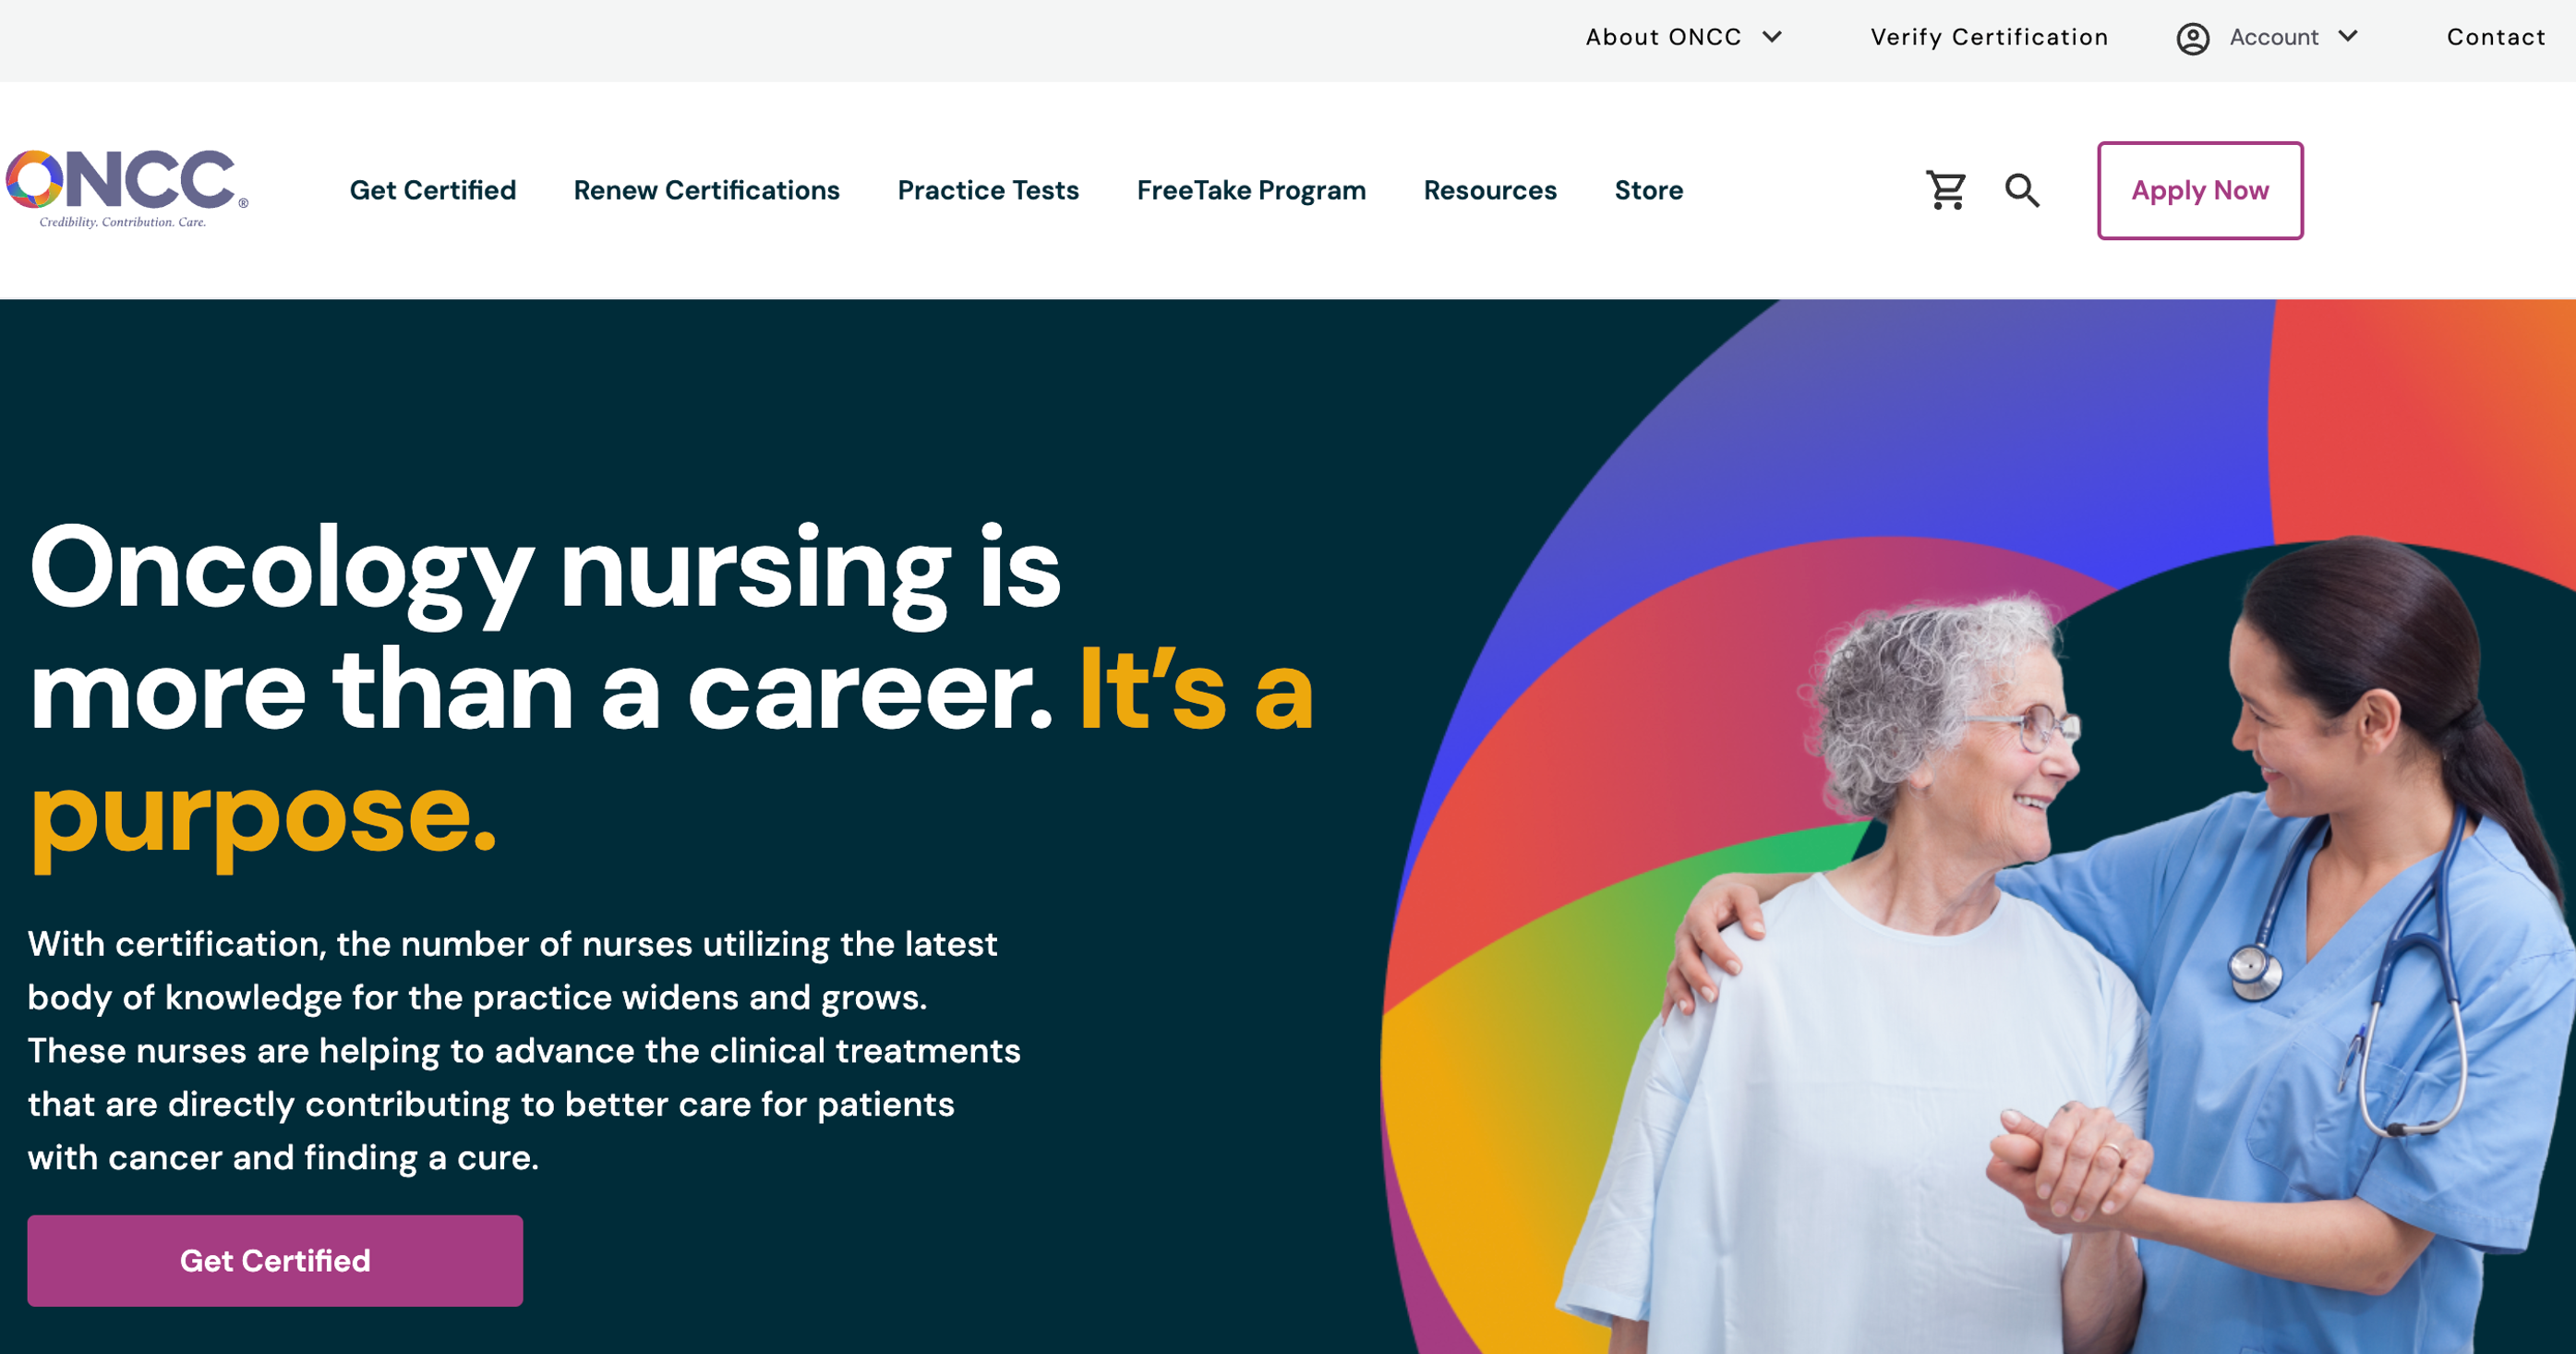 About ONCC
Verify Certification
Account
Contact
ONCC®
Credibility. Contribution. Care.
Get Certified
Renew Certifications
Practice Tests
FreeTake Program
Resources
Store
Apply Now
Oncology nursing is
more than a career. It’s a
purpose.
With certification, the number of nurses utilizing the latest
body of knowledge for the practice widens and grows.
These nurses are helping to advance the clinical treatments
that are directly contributing to better care for patients
with cancer and finding a cure.
Get Certified